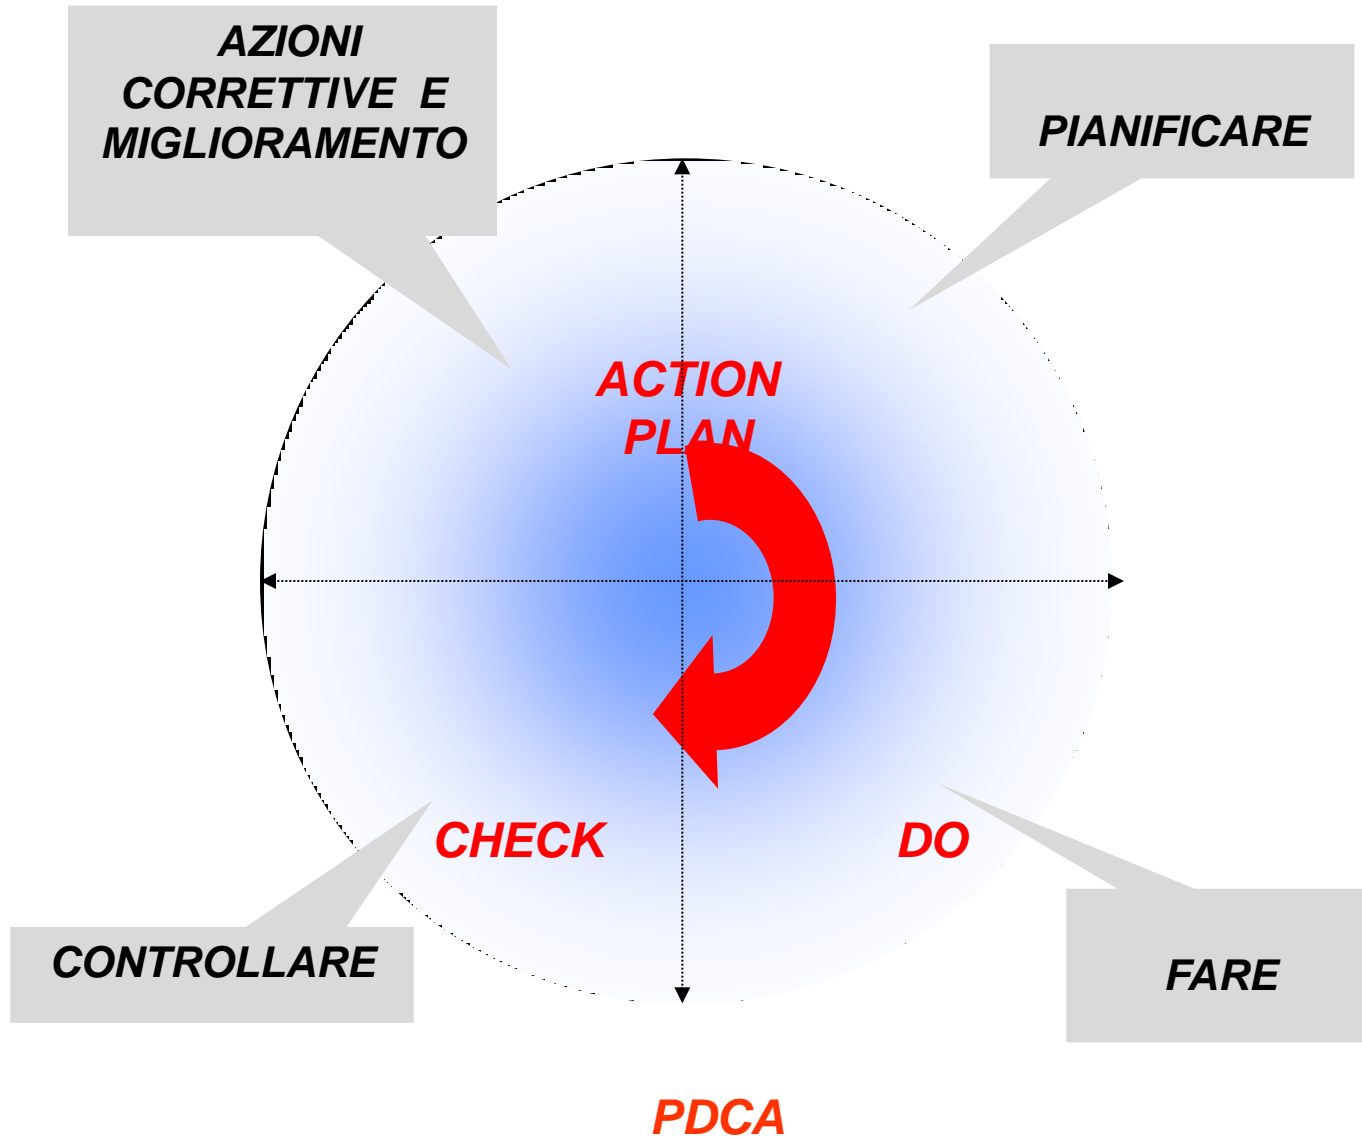 AZIONI
CORRETTIVE E
MIGLIORAMENTO
PIANIFICARE
ACTION
PLAN
CHECK
DO
CONTROLLARE
FARE
PDCA